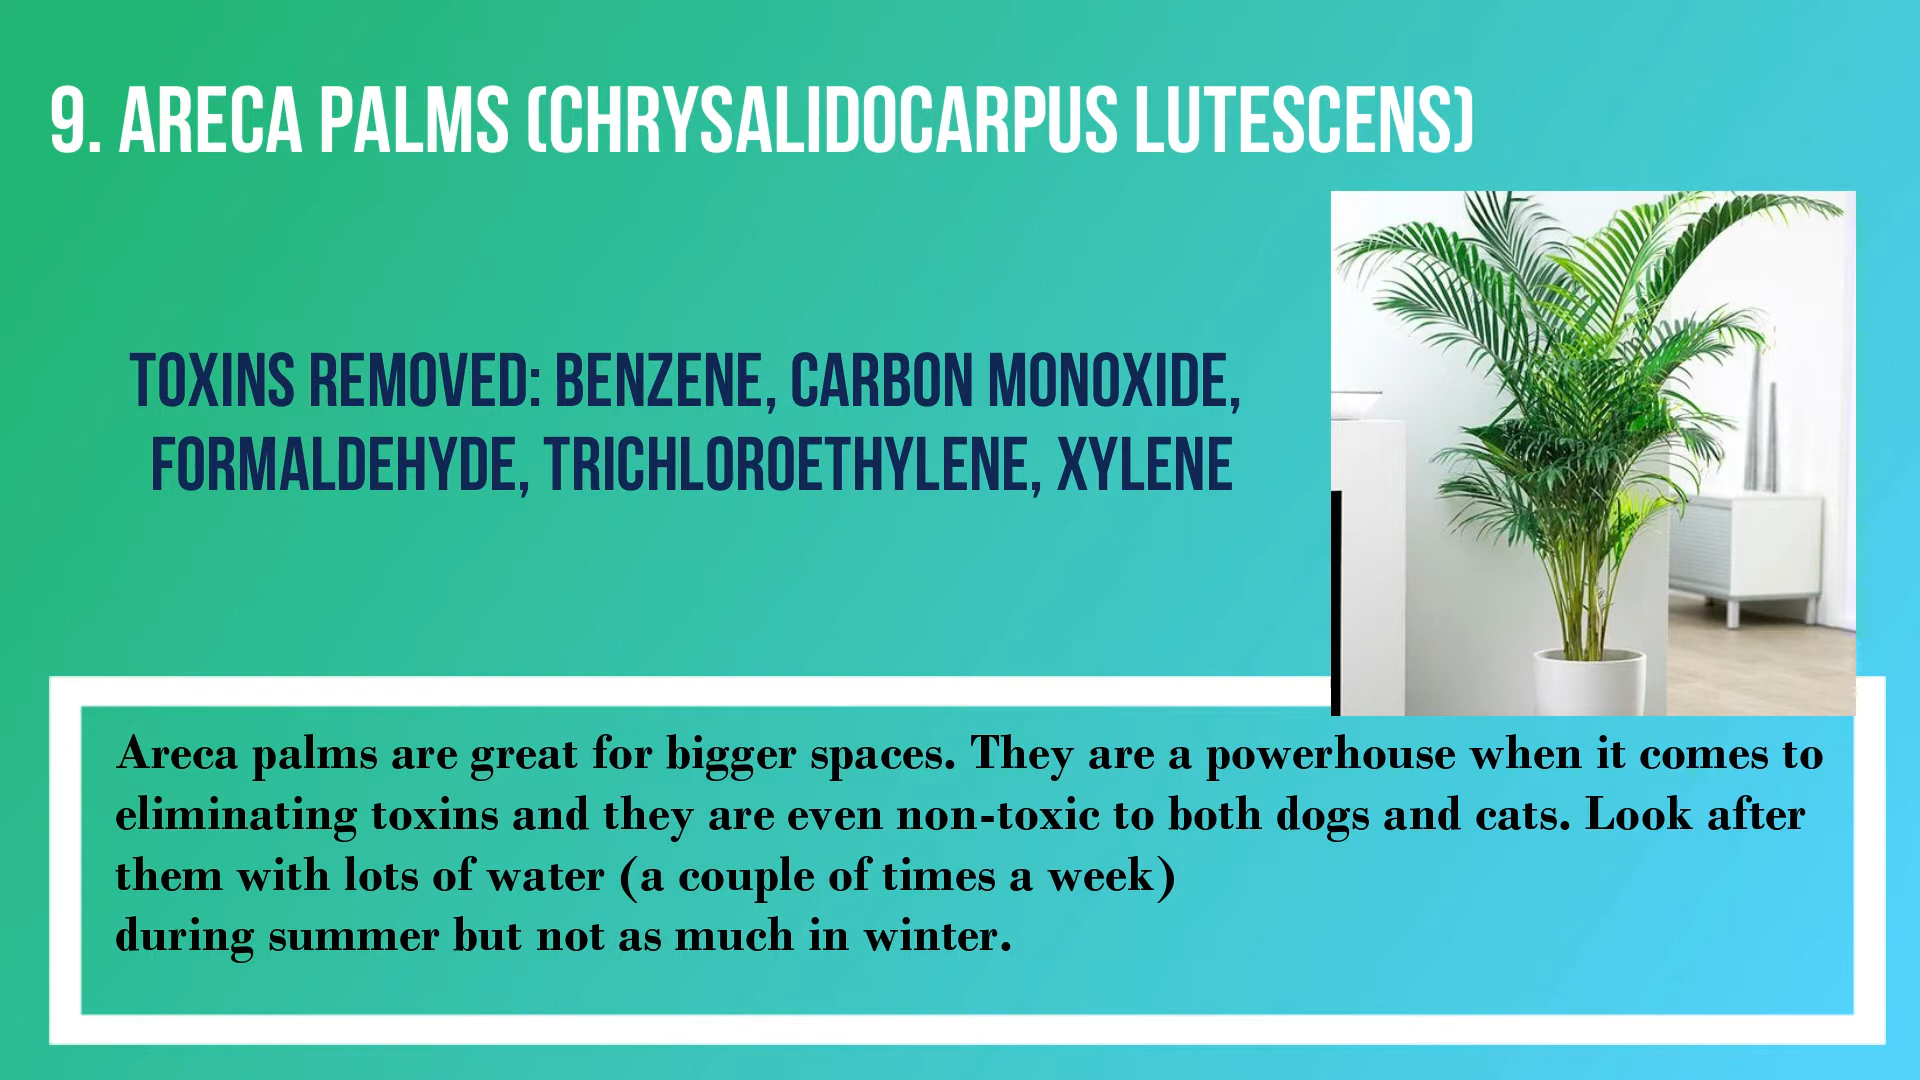 9. ARECA PALMS (CHRYSALIDOCARPUS LUTESCENS)
TOXINS REMOVED: BENZENE, CARBON MONOXIDE,
FORMALDEHYDE, TRICHLOROETHYLENE, XYLENE
Areca palms are great for bigger spaces. They are a powerhouse when it comes to
eliminating toxins and they are even non-toxic to both dogs and cats. Look after
them with lots of water (a couple of times a week)
during summer but not as much in winter.